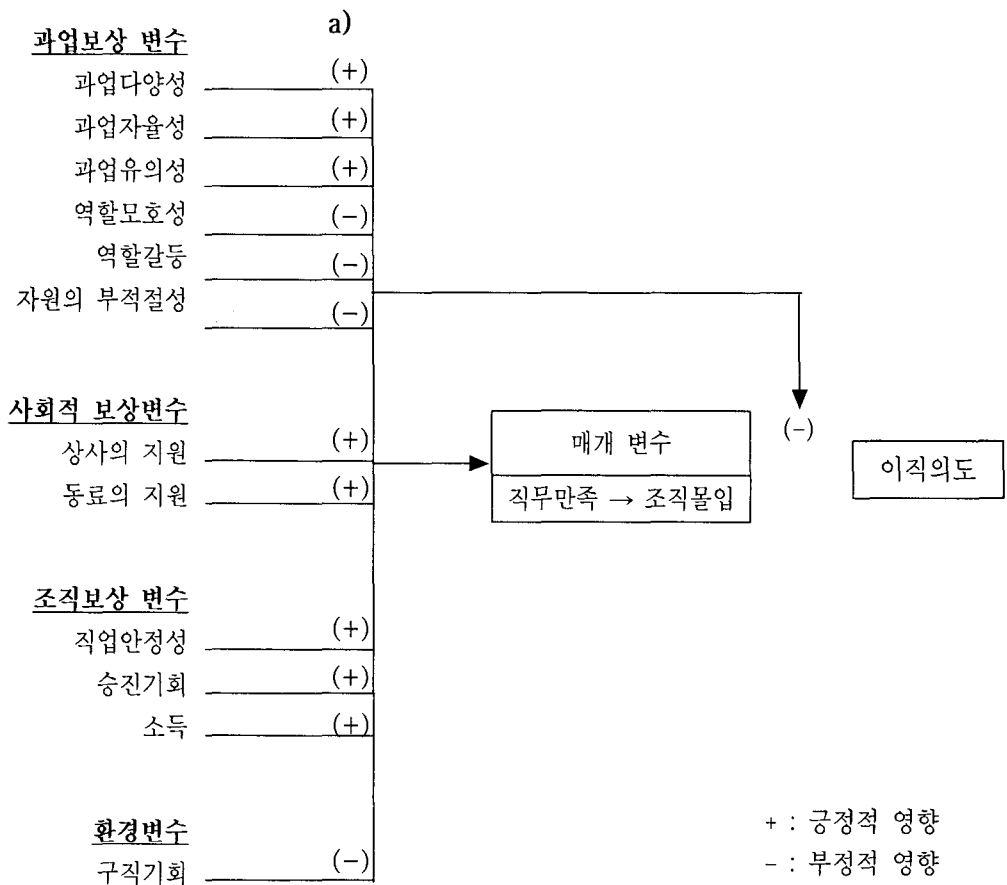 a)
과업보상 변수
과업다양성 (+)
과업자율성 (+)
과업유의성 (+)
역할모호성 (-)
역할갈등 (-)
자원의 부적절성 (-)
사회적 보상변수
상사의 지원 (+)
동료의 지원 (+)
매개 변수
직무만족 → 조직몰입
(-)
이직의도
조직보상 변수
직업안정성 (+)
승진기회 (+)
소득 (+)
환경변수
구직기회 (-)
+ : 긍정적 영향
- : 부정적 영향